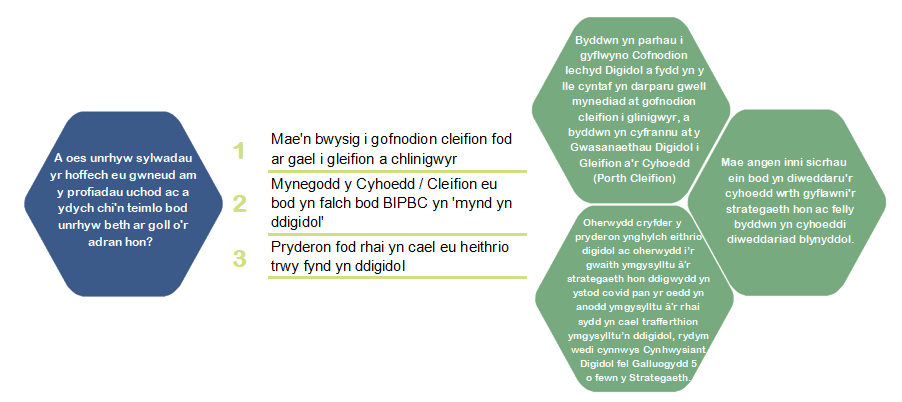 A oes unrhyw sylwadau
yr hoffech eu gwneud am
y profiadau uchod ac a
ydych chi'n teimlo bod
unrhyw beth ar goll o'r
adran hon?
1
Mae'n bwysig i gofnodion cleifion fod
ar gael i gleifion a chlinigwyr
2
Mynegodd y Cyhoedd / Cleifion eu
bod yn falch bod BIPBC yn 'mynd yn
ddigidol'
3
Pryderon fod rhai yn cael eu heithrio
trwy fynd yn ddigidol
Byddwn yn parhau i
gyflwyno Cofnodion
Iechyd Digidol a fydd yn y
lle cyntaf yn darparu gwell
mynediad at gofnodion
cleifion i glinigwyr, a
byddwn yn cyfrannu at y
Gwasanaethau Digidol i
Gleifion a'r Cyhoedd
(Porth Cleifion)
Mae angen inni sicrhau
ein bod yn diweddaru'r
cyhoedd wrth gyflawni'r
strategaeth hon ac felly
byddwn yn cyhoeddi
diweddariad blynyddol.
Oherwydd cryfder y
pryderon ynghylch eithrio
digidol ac oherwydd i'r
gwaith ymgysylltu â'r
strategaeth hon ddigwydd yn
ystod covid pan yr oedd yn
anodd ymgysylltu â'r rhai
sydd yn cael trafferthion
ymgysylltu'n ddigidol, rydym
wedi cynnwys Cynhwysiant
Digidol fel Galluogydd 5
o fewn y Strategaeth.